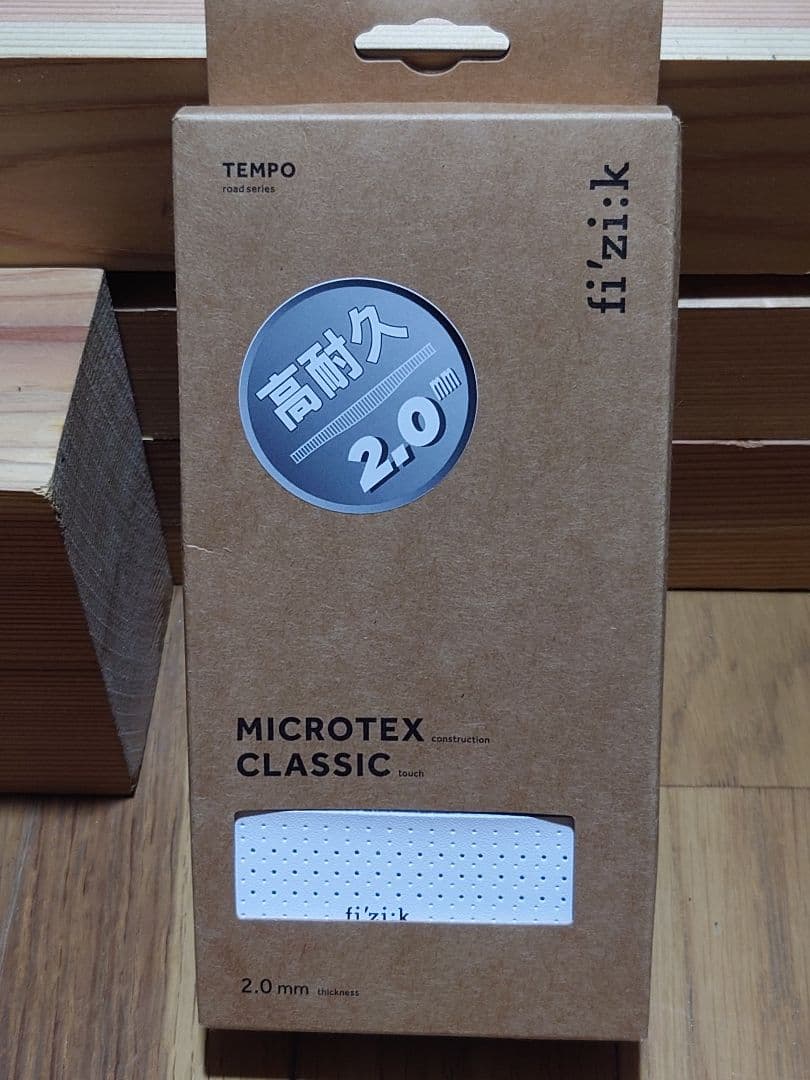 TEMPO
road series
fi'zi:k
高耐久
2.0mm
MICROTEX construction
CLASSIC touch
fi'zi:k
2.0 mm thickness